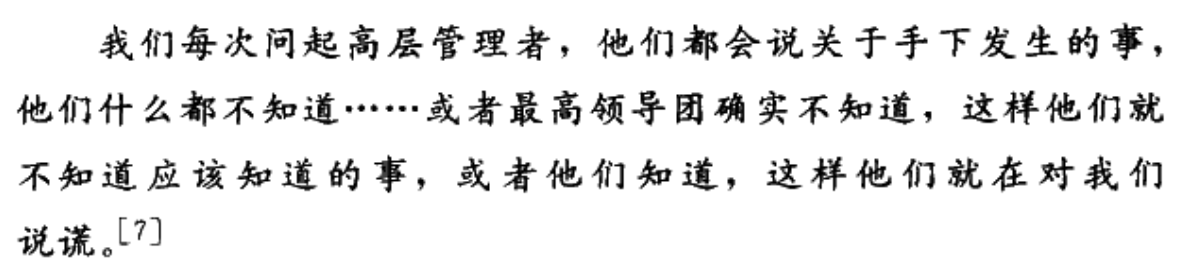 我们每次问起高层管理者，他们都会说关于手下发生的事，
他们什么都不知道……或者最高领导团确实不知道，这样他们就
不知道应该知道的事，或者他们知道，这样他们就在对我们
说谎。[7]